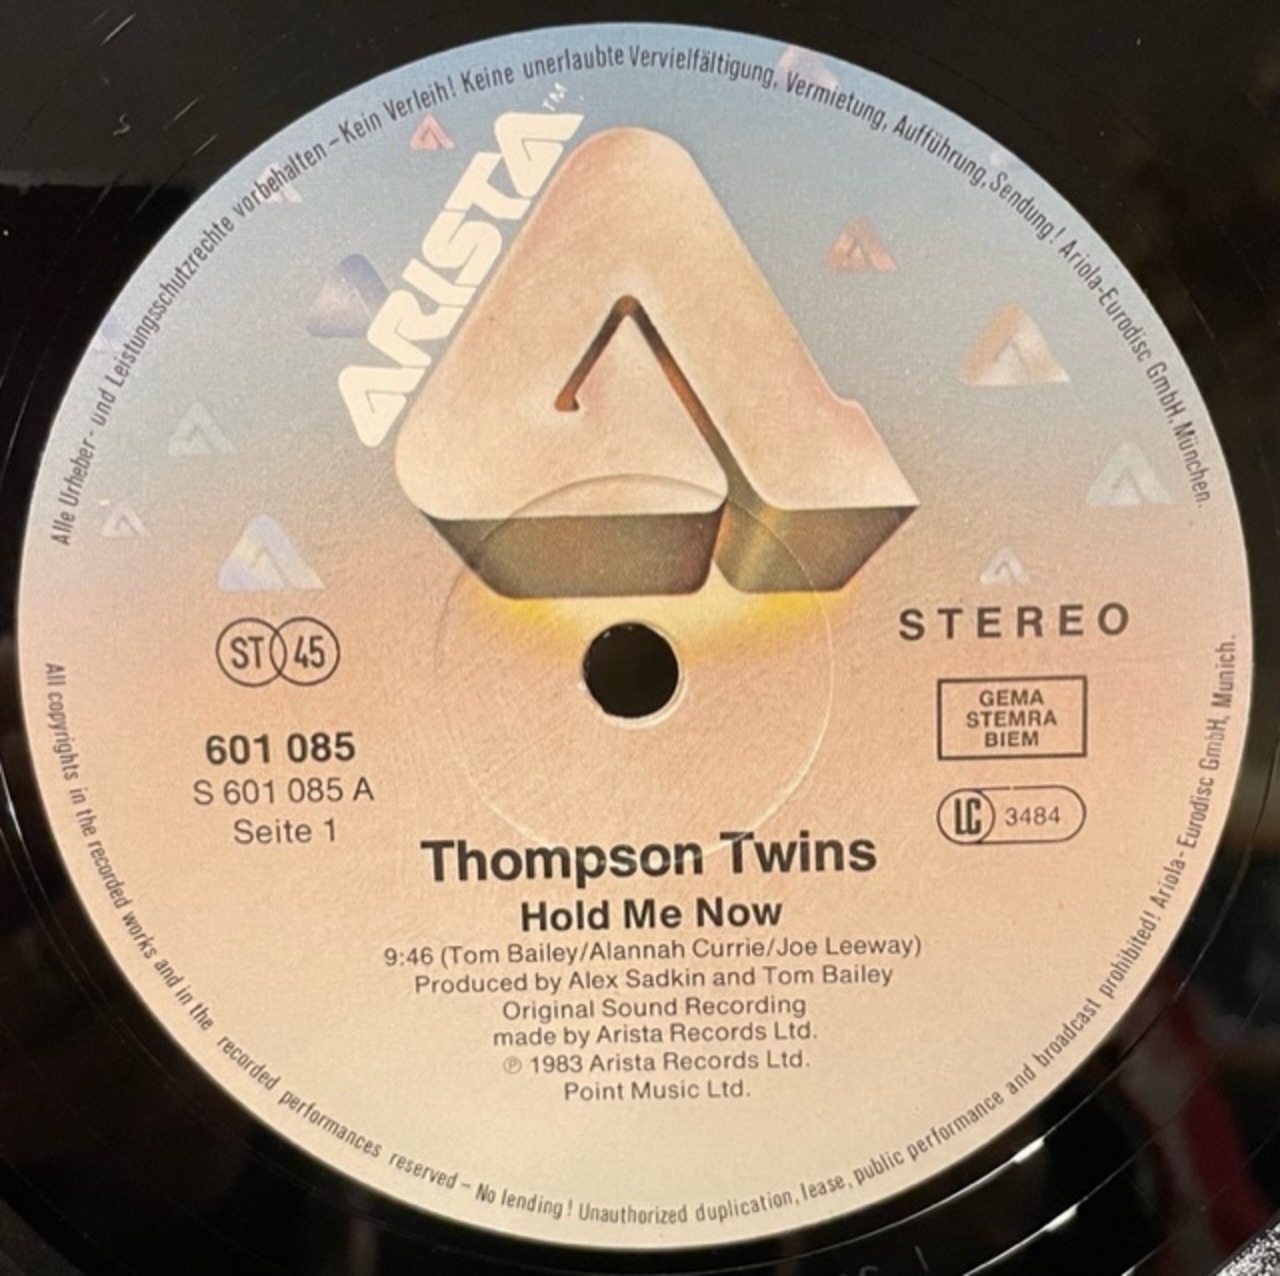 Alle Urheber- und Leistungsschutzrechte vorbehalten – Kein Verleih! Keine unerlaubte Vervielfältigung, Vermietung, Aufführung, Sendung! Ariola-Eurodisc GmbH, München.
ARISTA™
ST 45
STEREO
601 085
S 601 085 A
Seite 1
GEMA
STEMRA
BIEM
LC 3484
Thompson Twins
Hold Me Now
9:46 (Tom Bailey/Alannah Currie/Joe Leeway)
Produced by Alex Sadkin and Tom Bailey
Original Sound Recording
made by Arista Records Ltd.
℗ 1983 Arista Records Ltd.
Point Music Ltd.
All copyrights in the recorded works and in the recorded performances reserved – No lending! Unauthorized duplication, lease, public performance and broadcast prohibited! Ariola-Eurodisc GmbH, Munich.